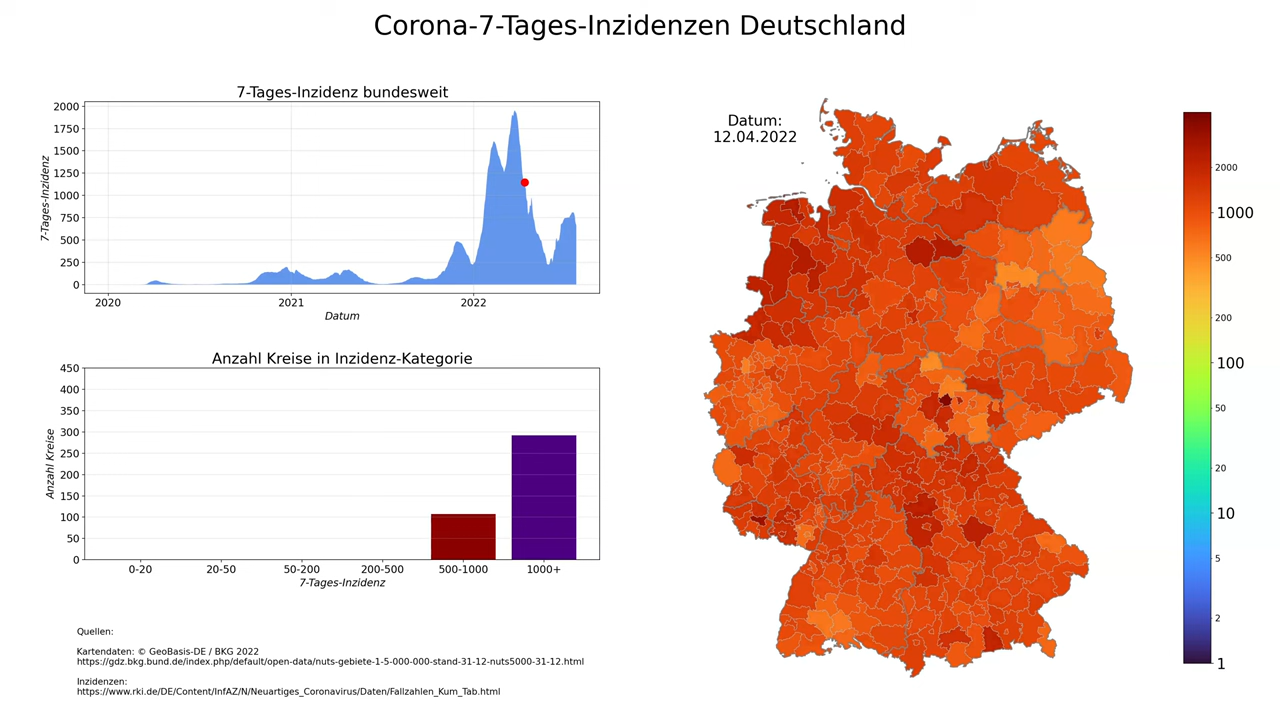 Corona-7-Tages-Inzidenzen Deutschland
7-Tages-Inzidenz bundesweit
2000
1750
1500
1250
1000
750
500
250
0
7-Tages-Inzidenz
2020 2021 2022
Datum
Anzahl Kreise in Inzidenz-Kategorie
450
400
350
300
250
200
150
100
50
0
Anzahl Kreise
0-20 20-50 50-200 200-500 500-1000 1000+
7-Tages-Inzidenz
Quellen:
Kartendaten: © GeoBasis-DE / BKG 2022
https://gdz.bkg.bund.de/index.php/default/open-data/nuts-gebiete-1-5-000-000-stand-31-12-nuts5000-31-12.html
Inzidenzen:
https://www.rki.de/DE/Content/InfAZ/N/Neuartiges_Coronavirus/Daten/Fallzahlen_Kum_Tab.html
Datum:
12.04.2022
2000
1000
500
200
100
50
20
10
5
2
1